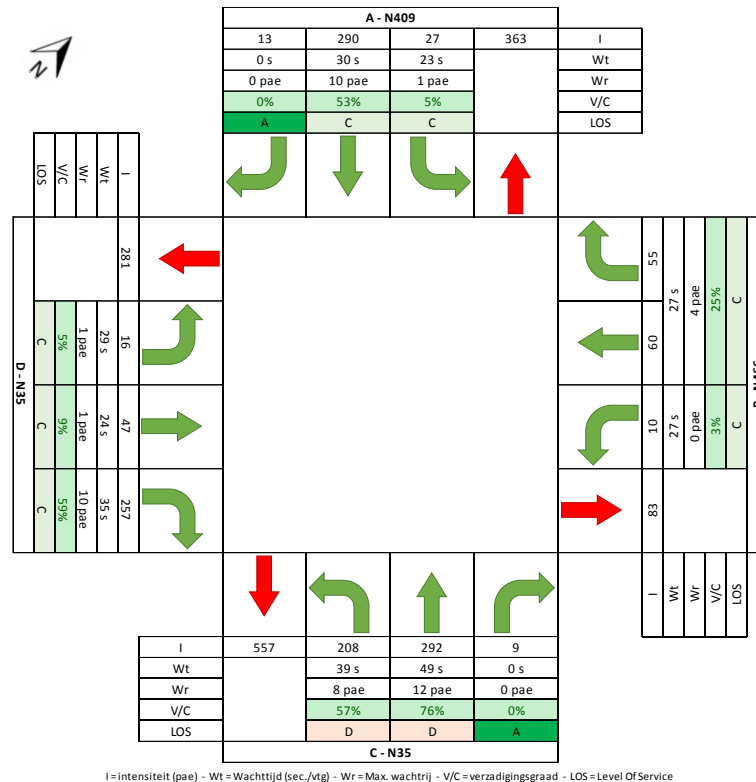 A - N409
13 290 27 363 I
0 s 30 s 23 s Wt
0 pae 10 pae 1 pae Wr
0% 53% 5% V/C
A C C LOS
N
LOS V/C Wr Wt I
281
C 5% 1 pae 29 s 16
C 9% 1 pae 24 s 47
C 59% 10 pae 35 s 257
D - N35
55
27 s 4 pae 25% C
60
10 27 s 0 pae 3% C
83
I Wt Wr V/C LOS
I 557 208 292 9
Wt 39 s 49 s 0 s
Wr 8 pae 12 pae 0 pae
V/C 57% 76% 0%
LOS D D A
C - N35
I = intensiteit (pae) - Wt = Wachttijd (sec./vtg) - Wr = Max. wachtrij - V/C = verzadigingsgraad - LOS = Level Of Service